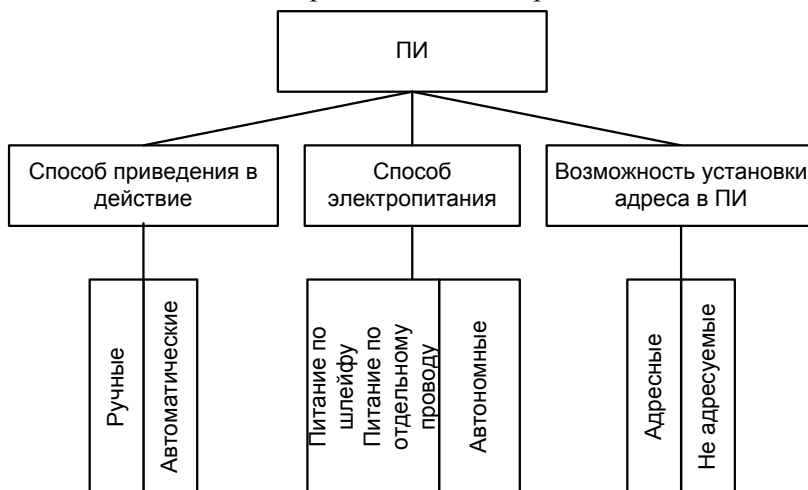 ПИ
Способ приведения в
действие
Способ
электропитания
Возможность установки
адреса в ПИ
Ручные
Автоматические
Питание по
шлейфу
Питание по
отдельному
проводу
Автономные
Адресные
Не адресуемые